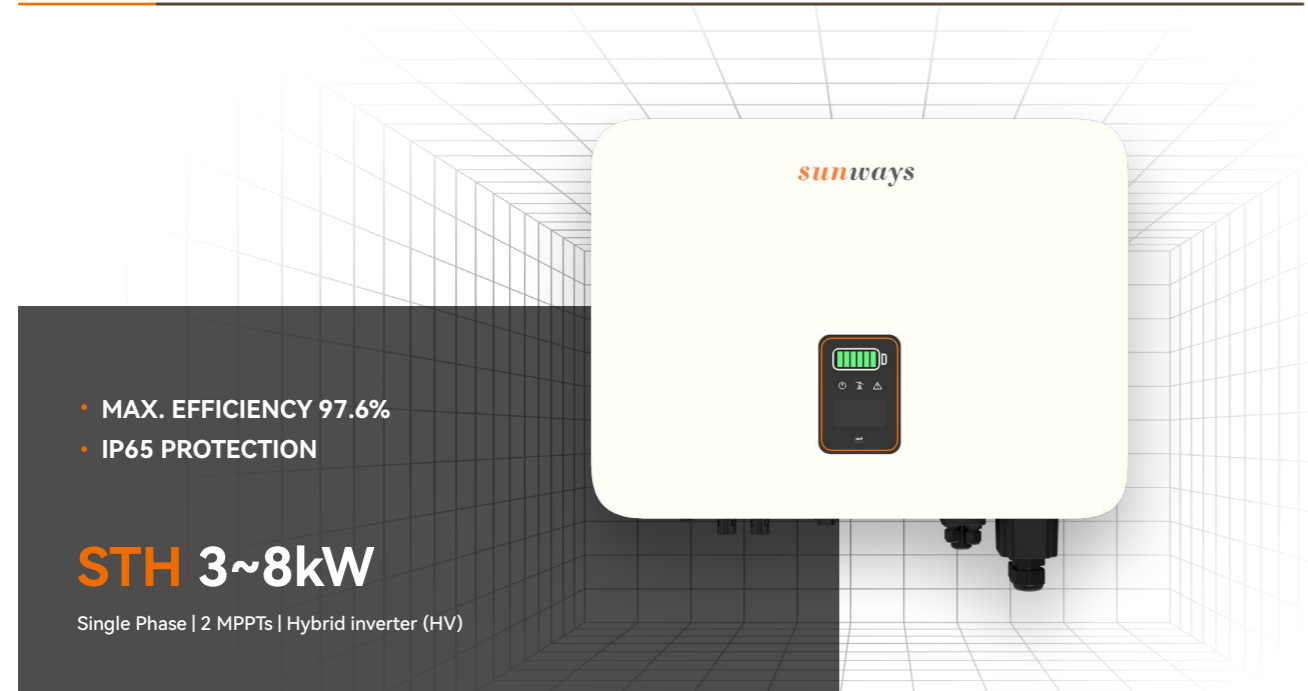 sunways
MAX. EFFICIENCY 97.6%
IP65 PROTECTION
STH 3~8kW
Single Phase | 2 MPPTs | Hybrid inverter (HV)